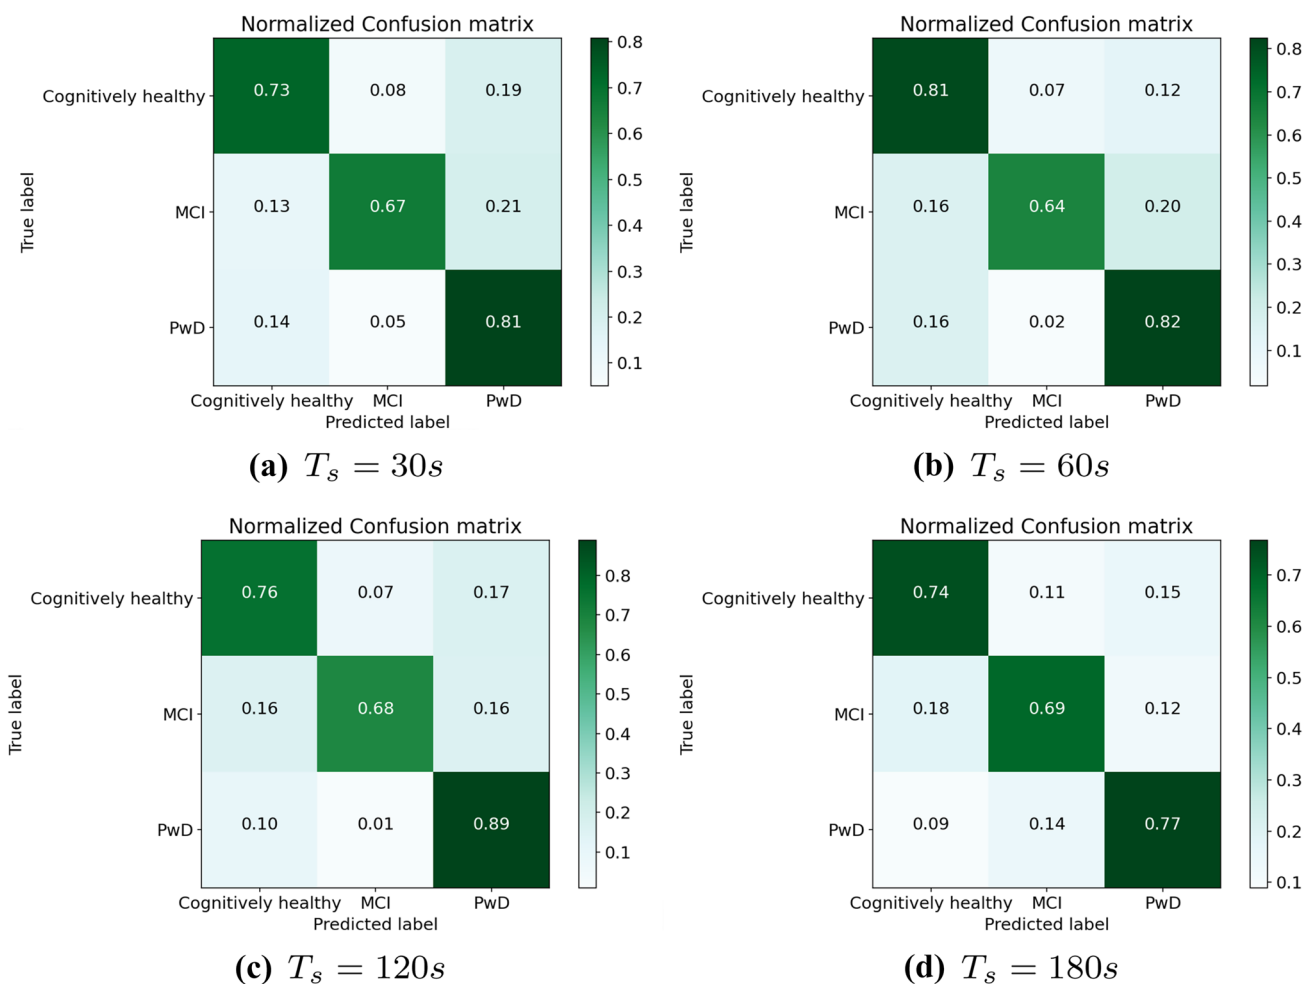 Normalized Confusion matrix
True label
Cognitively healthy 0.73 0.08 0.19
MCI 0.13 0.67 0.21
PwD 0.14 0.05 0.81
Cognitively healthy MCI PwD
Predicted label
0.8
0.7
0.6
0.5
0.4
0.3
0.2
0.1
(a) Ts = 30s
Normalized Confusion matrix
True label
Cognitively healthy 0.81 0.07 0.12
MCI 0.16 0.64 0.20
PwD 0.16 0.02 0.82
Cognitively healthy MCI PwD
Predicted label
0.8
0.7
0.6
0.5
0.4
0.3
0.2
0.1
(b) Ts = 60s
Normalized Confusion matrix
True label
Cognitively healthy 0.76 0.07 0.17
MCI 0.16 0.68 0.16
PwD 0.10 0.01 0.89
Cognitively healthy MCI PwD
Predicted label
0.8
0.7
0.6
0.5
0.4
0.3
0.2
0.1
(c) Ts = 120s
Normalized Confusion matrix
True label
Cognitively healthy 0.74 0.11 0.15
MCI 0.18 0.69 0.12
PwD 0.09 0.14 0.77
Cognitively healthy MCI PwD
Predicted label
0.7
0.6
0.5
0.4
0.3
0.2
0.1
(d) Ts = 180s